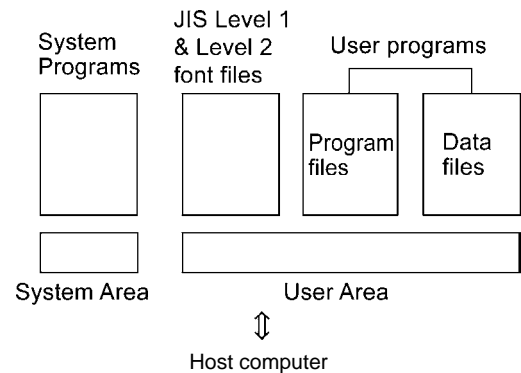 System
Programs
JIS Level 1
& Level 2
font files
User programs
Program
files
Data
files
System Area
User Area
Host computer